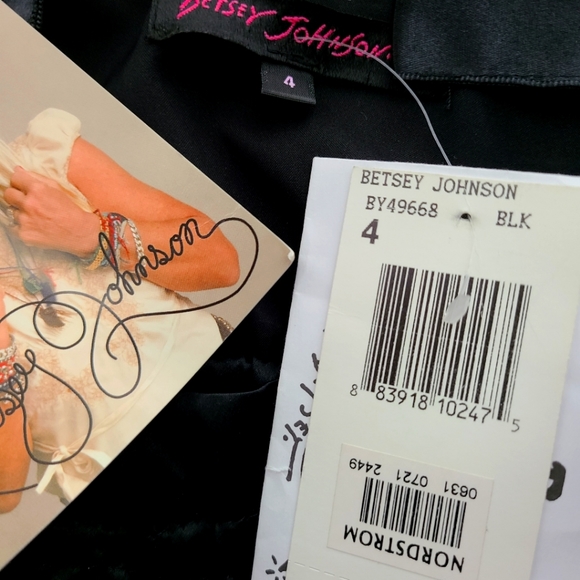 BETSEY JOHNSON.
4
BETSEY JOHNSON
BY49668 BLK
4
8 83918 10247 5
0631 0721 2449
NORDSTROM
Johnson